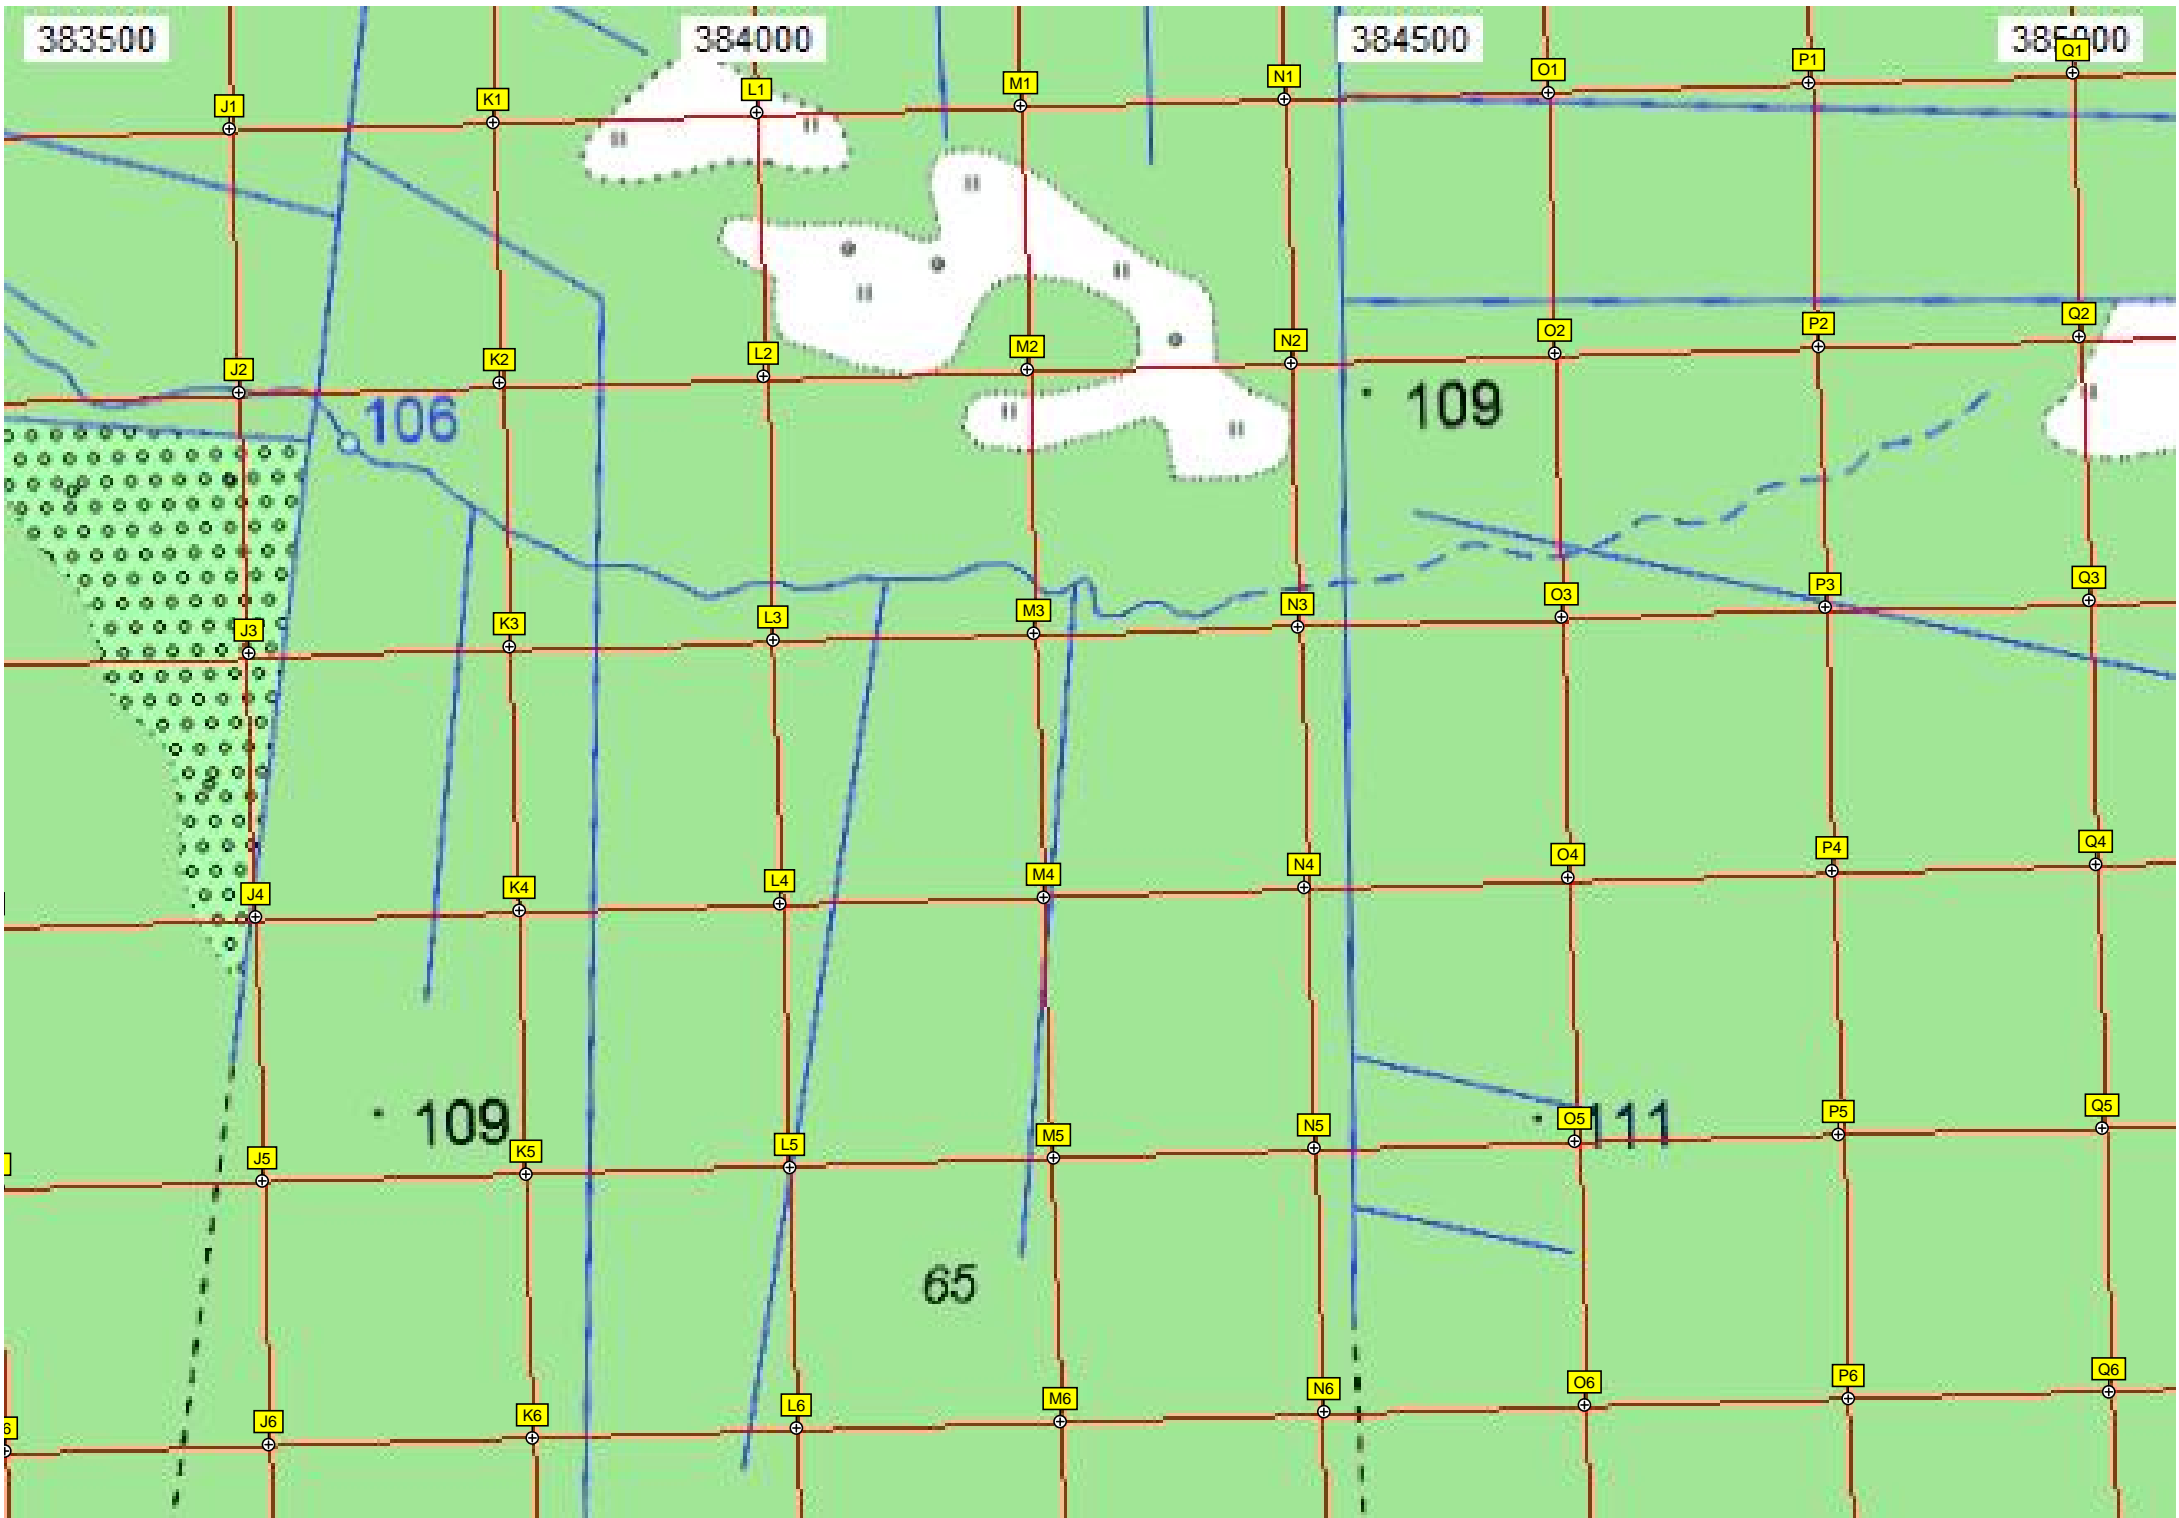 383500 384000 384500 385000
J1 K1 L1 M1 N1 O1 P1 Q1
J2 K2 L2 M2 N2 O2 P2 Q2
106 109
J3 K3 L3 M3 N3 O3 P3 Q3
J4 K4 L4 M4 N4 O4 P4 Q4
109 111
J5 K5 L5 M5 N5 O5 P5 Q5
65
6 J6 K6 L6 M6 N6 O6 P6 Q6